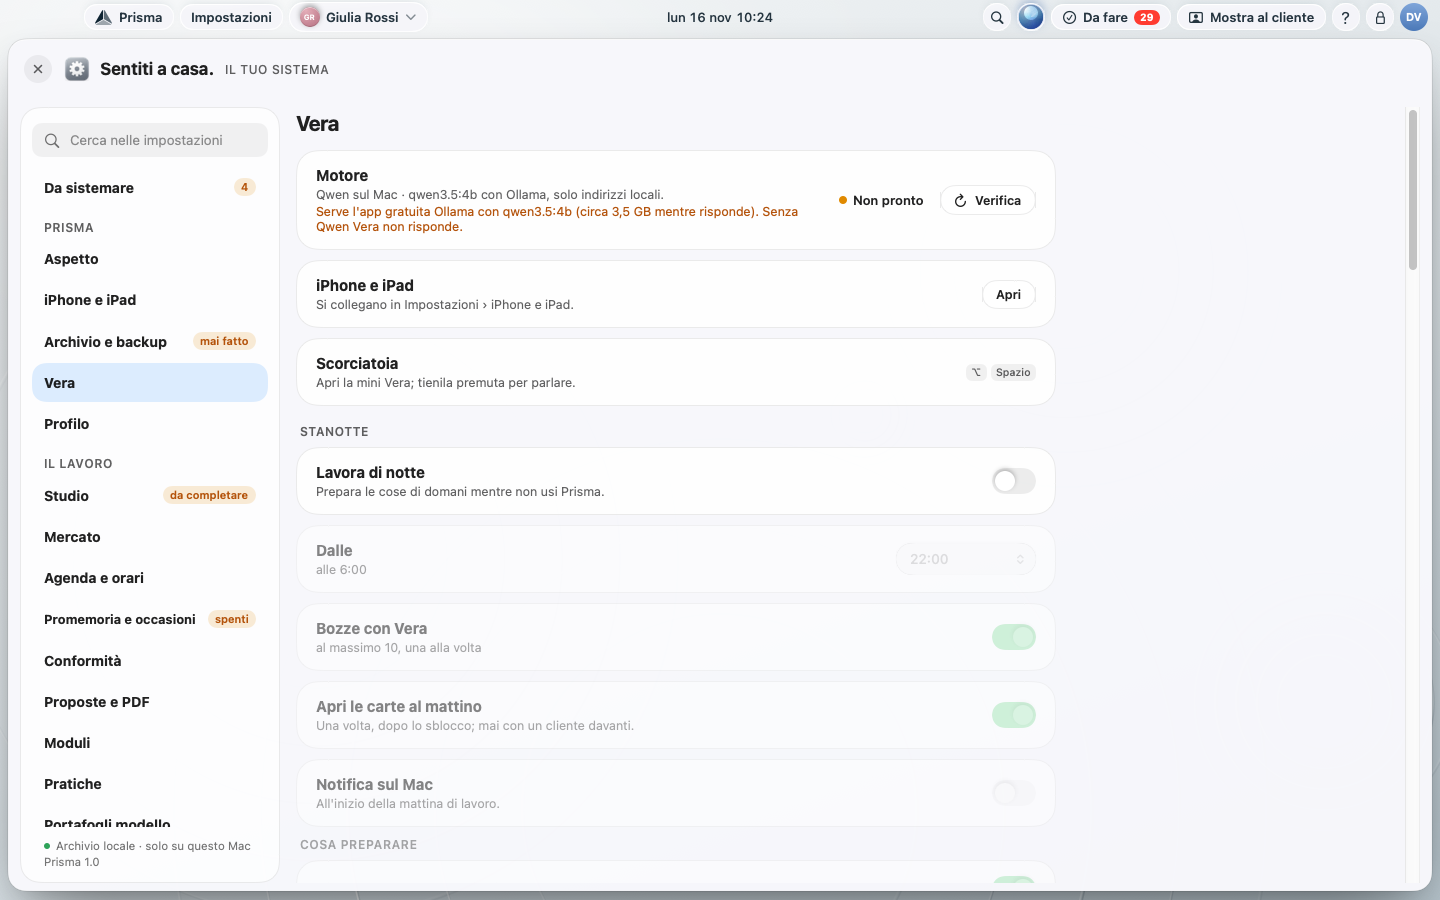 Prisma
Impostazioni
GR Giulia Rossi
lun 16 nov 10:24
Da fare 29
Mostra al cliente
?
DV
Sentiti a casa. IL TUO SISTEMA
Cerca nelle impostazioni
Da sistemare 4
PRISMA
Aspetto
iPhone e iPad
Archivio e backup mai fatto
Vera
Profilo
IL LAVORO
Studio da completare
Mercato
Agenda e orari
Promemoria e occasioni spenti
Conformità
Proposte e PDF
Moduli
Pratiche
Portafogli modello
Archivio locale · solo su questo Mac
Prisma 1.0
Vera
Motore
Qwen sul Mac · qwen3.5:4b con Ollama, solo indirizzi locali.
Serve l'app gratuita Ollama con qwen3.5:4b (circa 3,5 GB mentre risponde). Senza
Qwen Vera non risponde.
Non pronto
Verifica
iPhone e iPad
Si collegano in Impostazioni › iPhone e iPad.
Apri
Scorciatoia
Apri la mini Vera; tienila premuta per parlare.
⌥ Spazio
STANOTTE
Lavora di notte
Prepara le cose di domani mentre non usi Prisma.
Dalle
alle 6:00
22:00
Bozze con Vera
al massimo 10, una alla volta
Apri le carte al mattino
Una volta, dopo lo sblocco; mai con un cliente davanti.
Notifica sul Mac
All'inizio della mattina di lavoro.
COSA PREPARARE